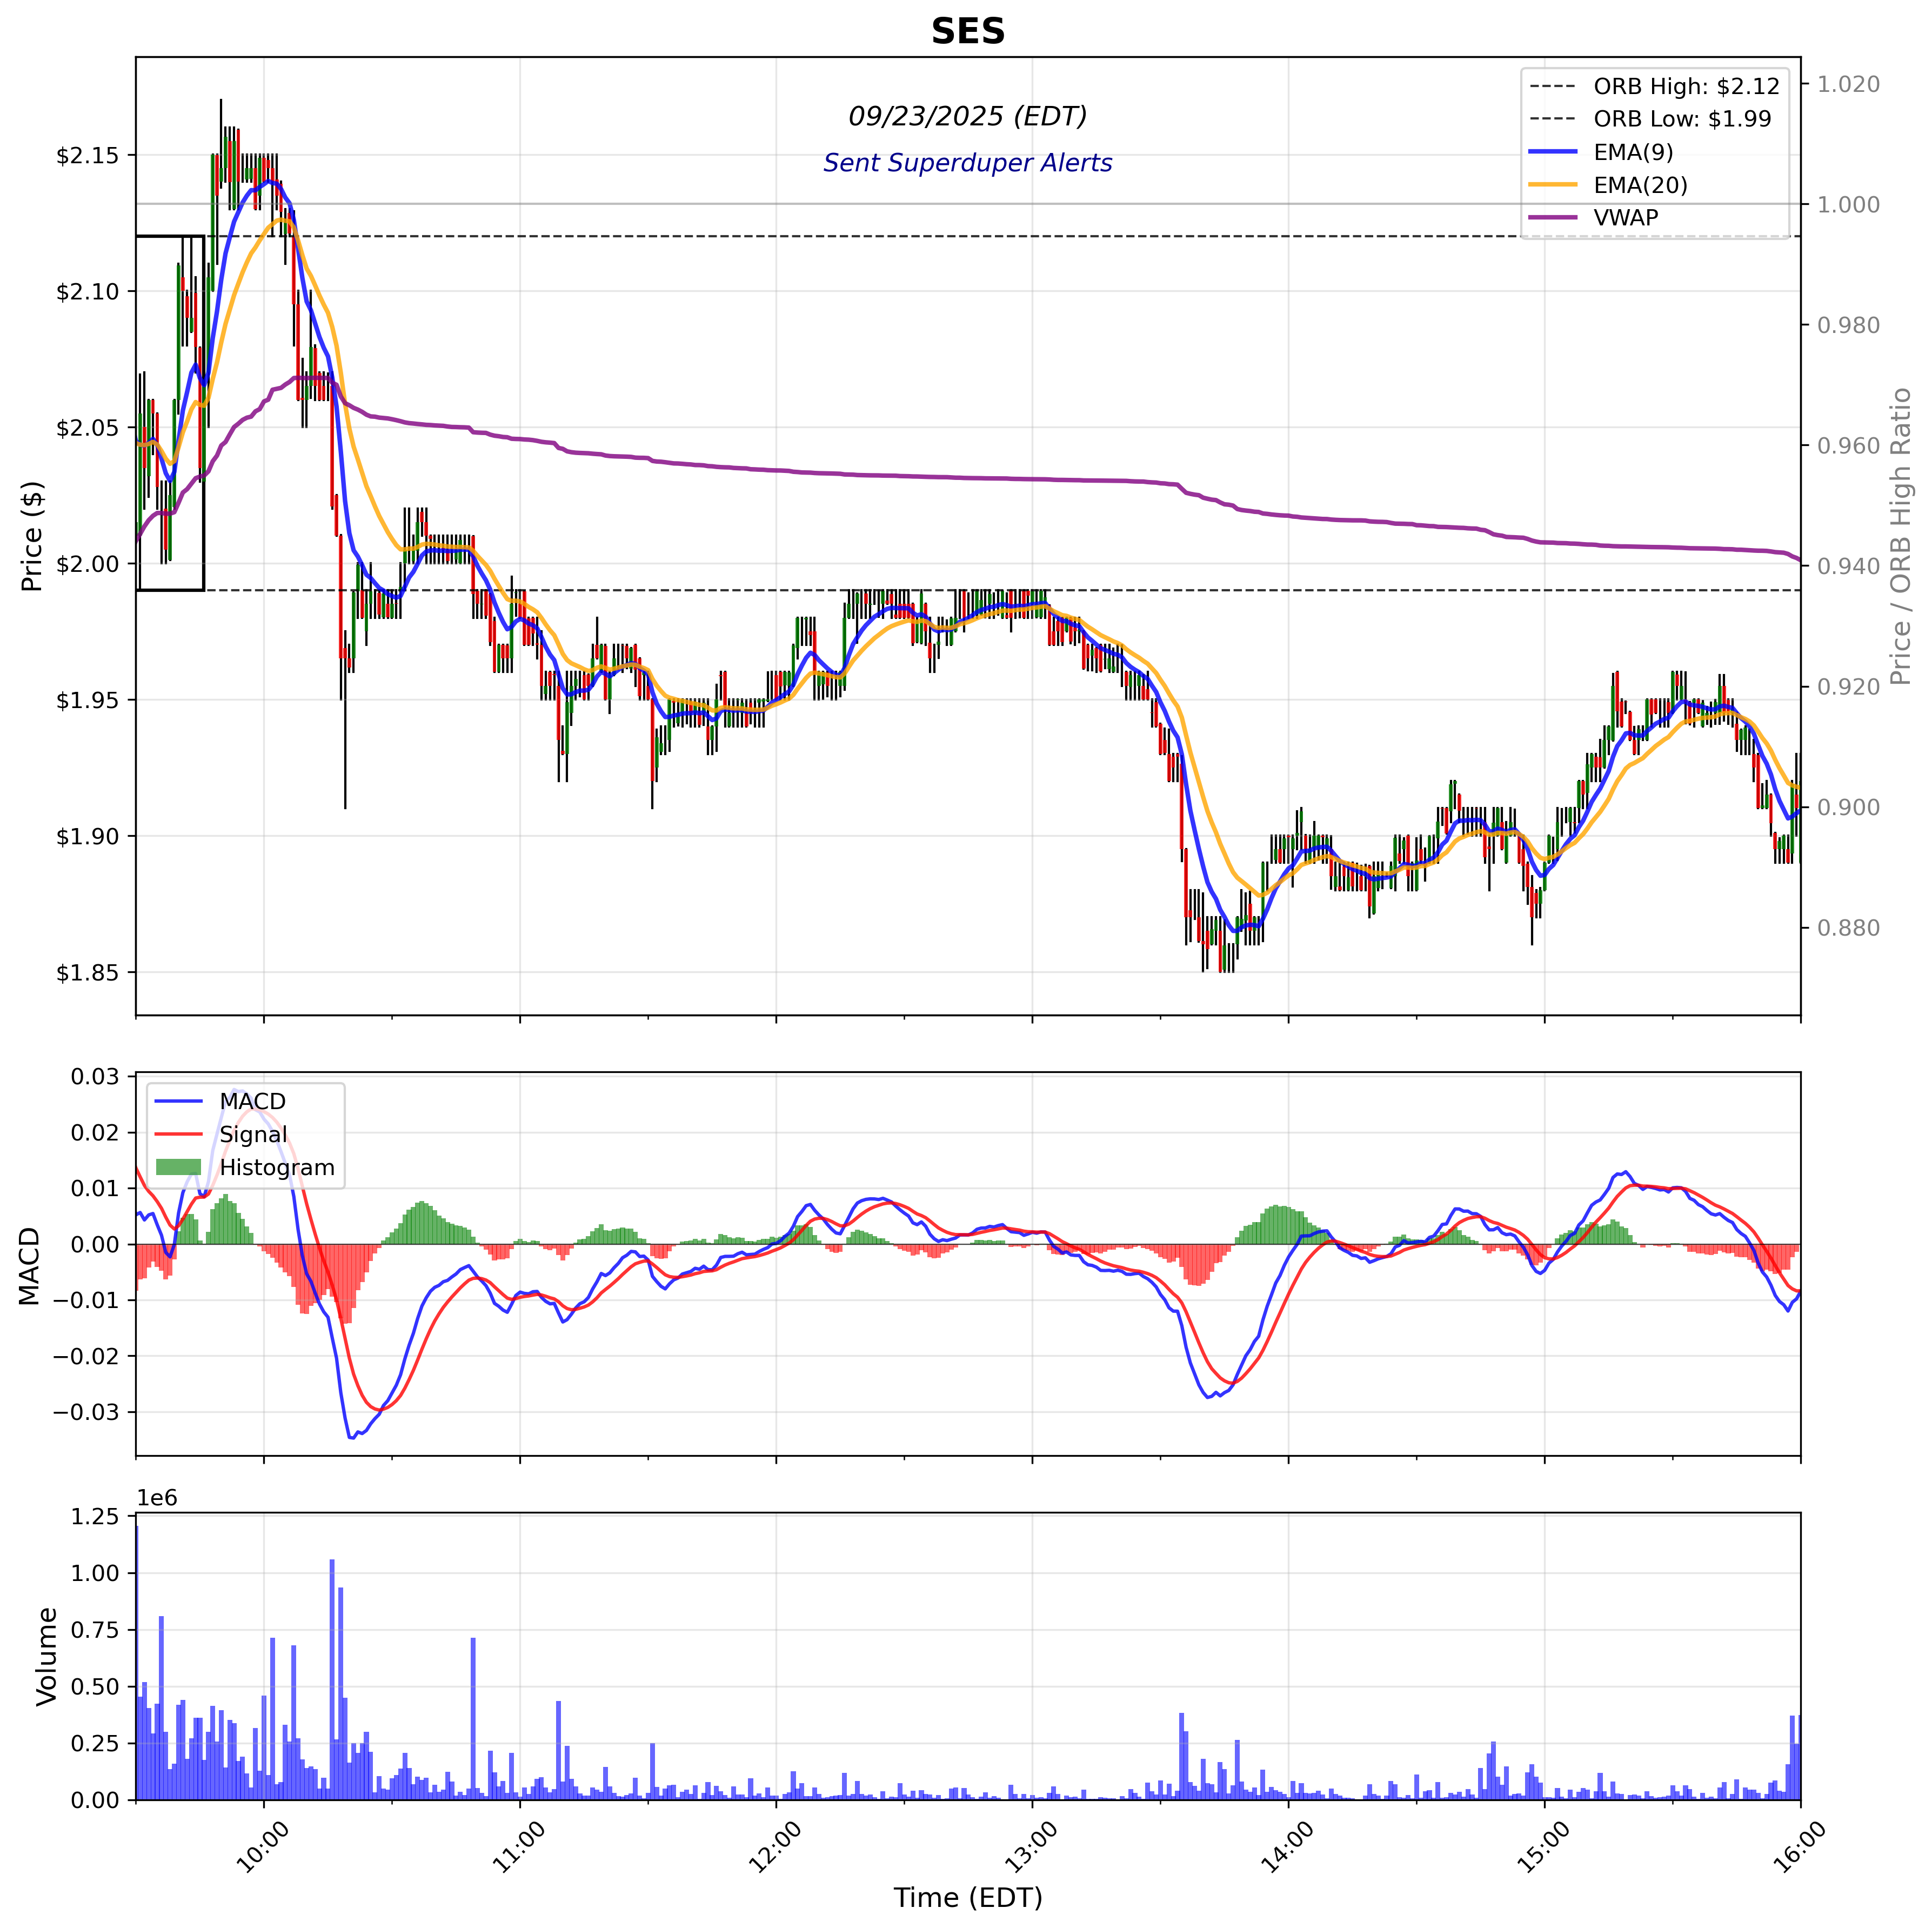 SES
09/23/2025 (EDT)
Sent Superduper Alerts
ORB High: $2.12
ORB Low: $1.99
EMA(9)
EMA(20)
VWAP
Price ($)
$2.15
$2.10
$2.05
$2.00
$1.95
$1.90
$1.85
Price / ORB High Ratio
1.020
1.000
0.980
0.960
0.940
0.920
0.900
0.880
MACD
0.03
0.02
0.01
0.00
−0.01
−0.02
−0.03
MACD
Signal
Histogram
1e6
Volume
1.25
1.00
0.75
0.50
0.25
0.00
10:00
11:00
12:00
13:00
14:00
15:00
16:00
Time (EDT)